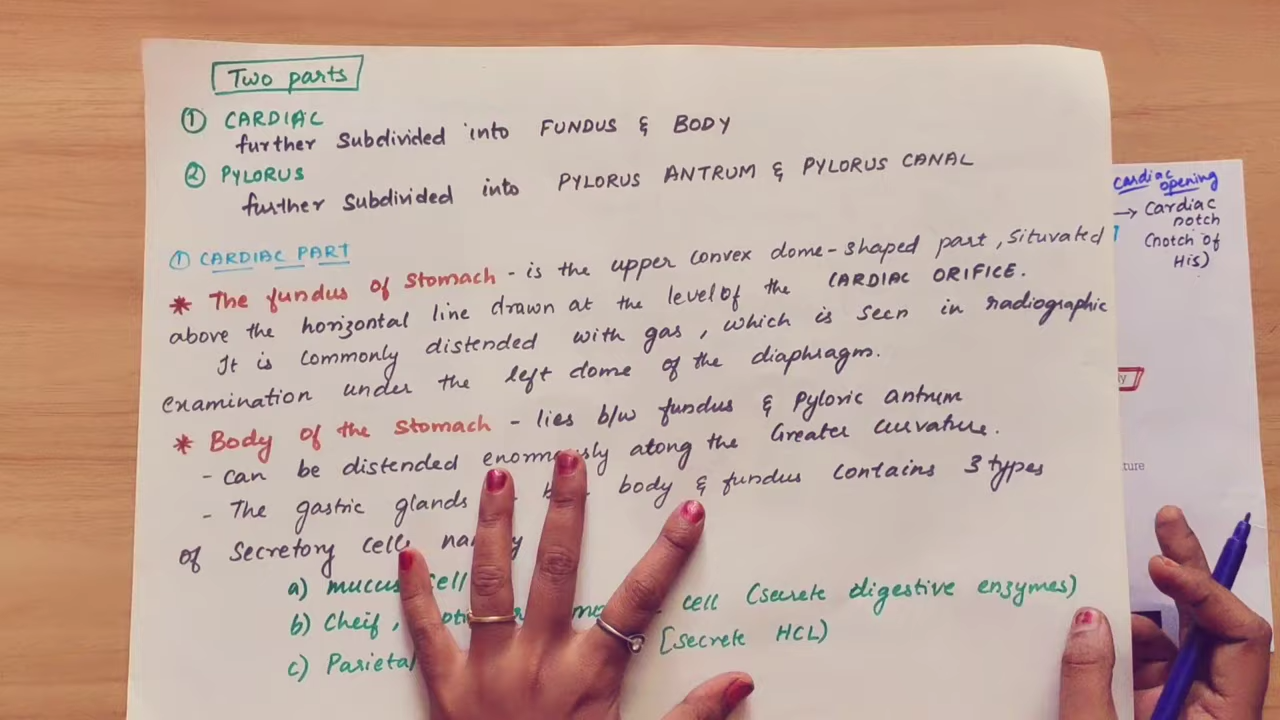 Two parts
① CARDIAC
further Subdivided into FUNDUS & BODY
② PYLORUS
further Subdivided into PYLORUS ANTRUM & PYLORUS CANAL
① CARDIAC PART
* The fundus of Stomach - is the upper convex dome-shaped part, Situvated
above the horizontal line drawn at the level of the CARDIAC ORIFICE.
It is commonly distended with gas, which is seen in radiographic
examination under the left dome of the diaphragm.
* Body of the Stomach - lies b/w fundus & pyloric antrum
- can be distended enormously along the Greater curvature.
- The gastric glands body & fundus contains 3 types
of Secretory cells
a) mucus cell
b) Cheif, cell (secrete digestive enzymes)
c) Parietal [secrete HCL)
cardiac opening
→ Cardiac
notch
(notch of
His)